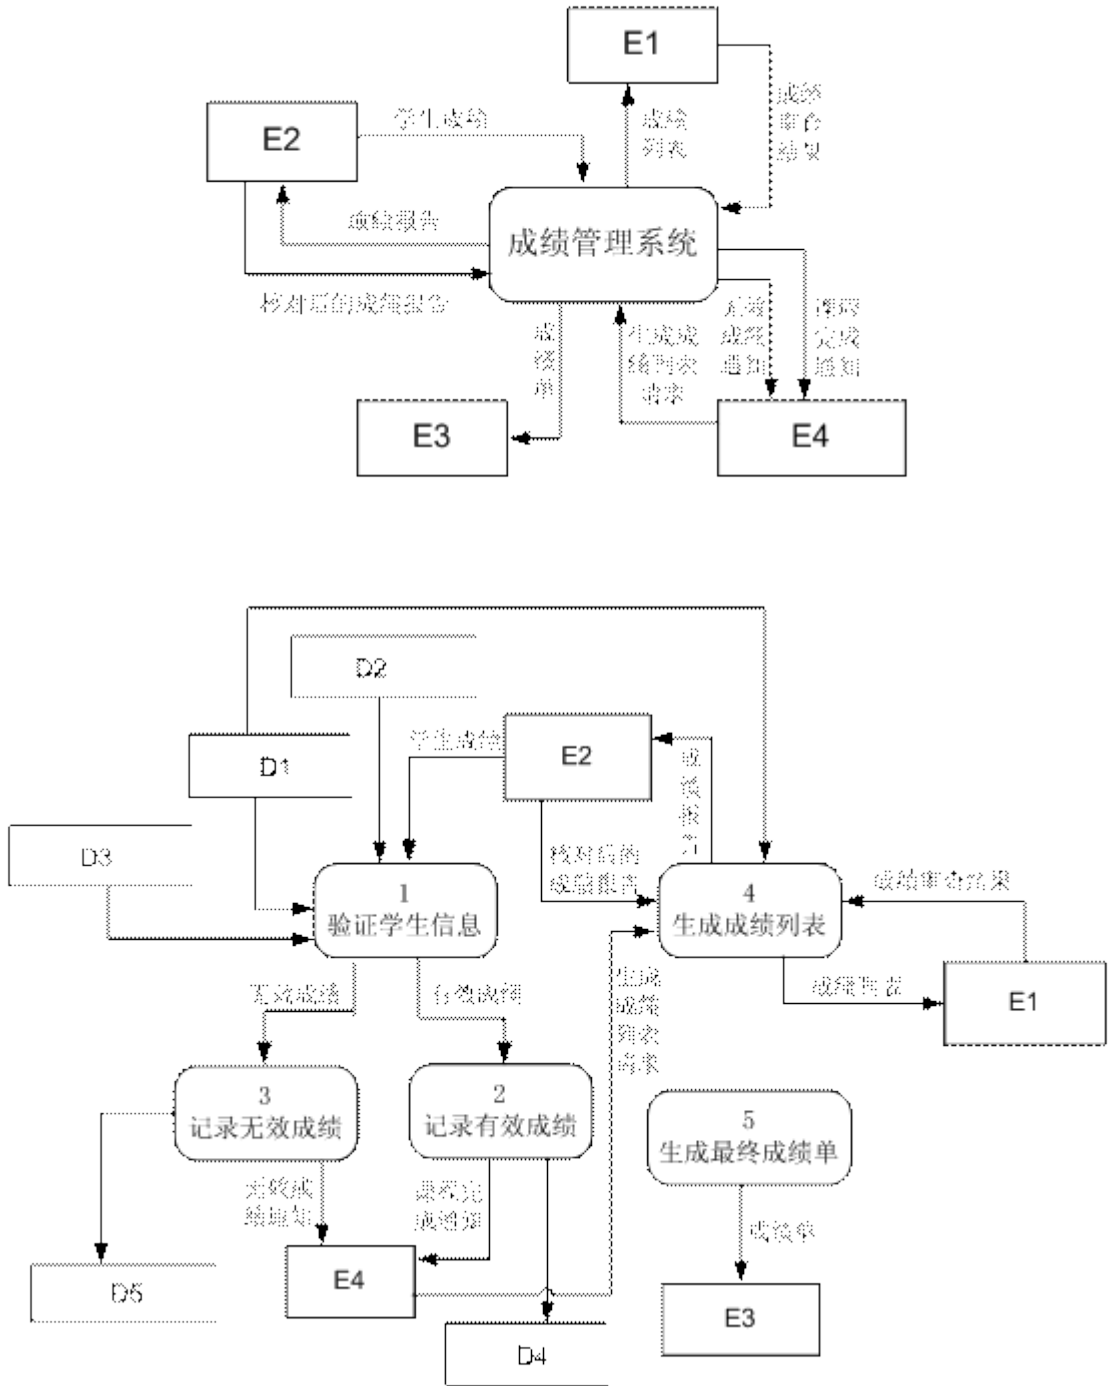 E1
成绩
审查
结果
E2
学生成绩
成绩
列表
成绩报告
成绩管理系统
核对后的成绩报告
成
绩
单
生成成
绩列表
请求
无效
成绩
通知
课程
完成
通知
E3
E4
D2
学生成绩
E2
成
绩
报
告
D1
D3
核对后的
成绩报告
1
验证学生信息
4
生成成绩列表
成绩审查结果
无效成绩
有效成绩
生成
成绩
列表
请求
成绩列表
E1
3
记录无效成绩
2
记录有效成绩
5
生成最终成绩单
无效成
绩通知
课程完
成通知
成绩单
D5
E4
E3
D4